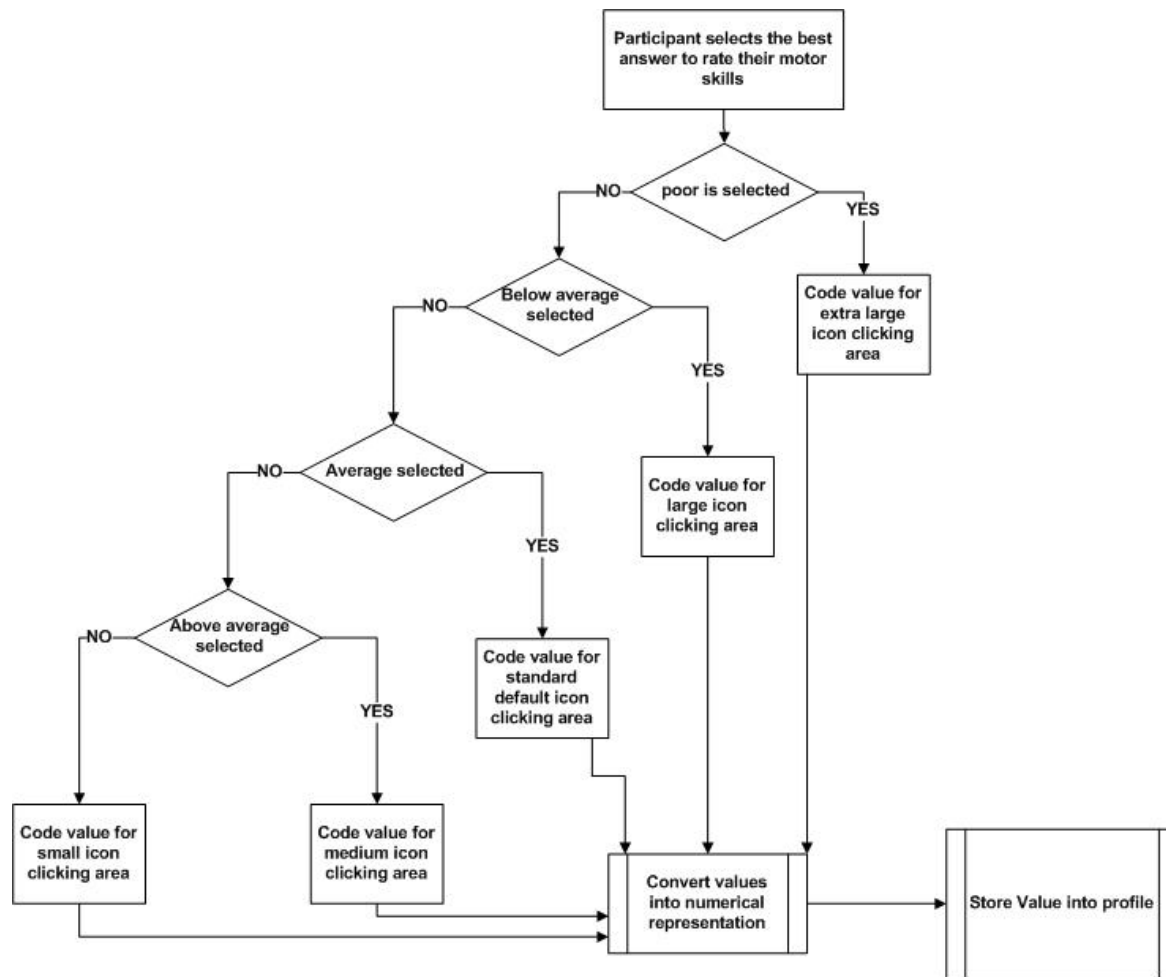 Participant selects the best
answer to rate their motor
skills
NO
poor is selected
YES
Below average
selected
NO
YES
Code value for
extra large
icon clicking
area
NO
Average selected
YES
Code value for
large icon
clicking area
NO
Above average
selected
YES
Code value for
standard
default icon
clicking area
Code value for
small icon
clicking area
Code value for
medium icon
clicking area
Convert values
into numerical
representation
Store Value into profile